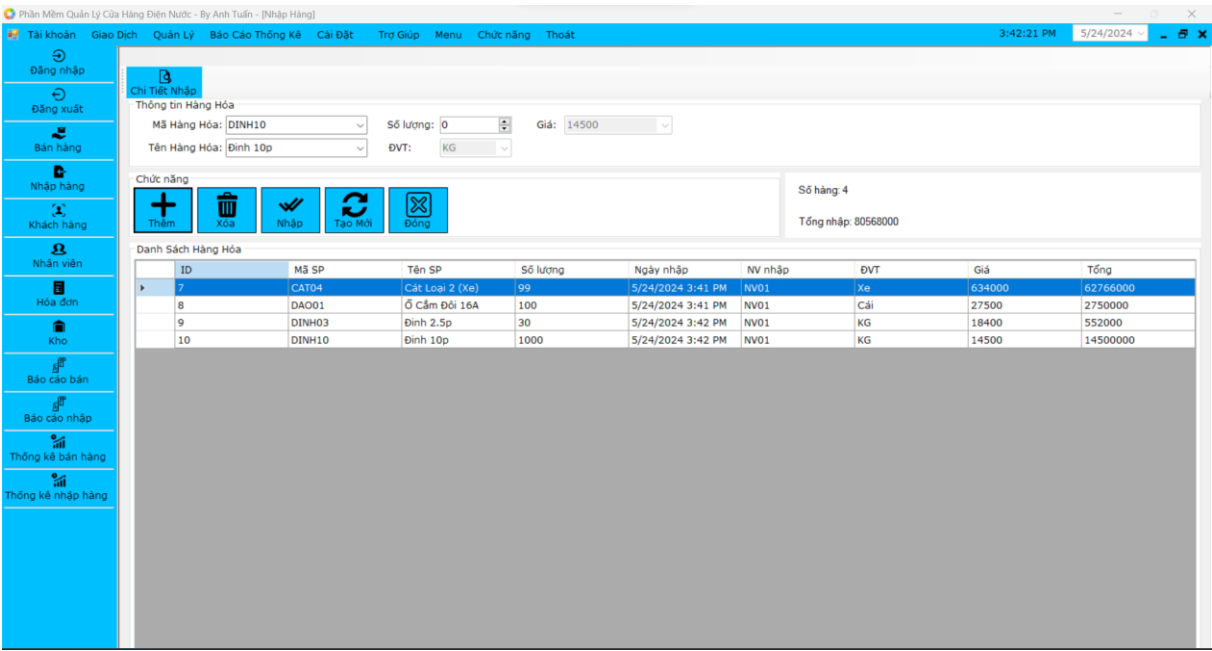 Phần Mềm Quản Lý Cửa Hàng Điện Nước - By Anh Tuấn - [Nhập Hàng]
Tài khoản Giao Dịch Quản Lý Báo Cáo Thống Kê Cài Đặt Trợ Giúp Menu Chức năng Thoát 3:42:21 PM 5/24/2024
Đăng nhập
Đăng xuất
Bán hàng
Nhập hàng
Khách hàng
Nhân viên
Hóa đơn
Kho
Báo cáo bán
Báo cáo nhập
Thống kê bán hàng
Thống kê nhập hàng
Chi Tiết Nhập
Thông tin Hàng Hóa
Mã Hàng Hóa: DINH10 Số lượng: 0 Giá: 14500
Tên Hàng Hóa: Đinh 10p ĐVT: KG
Chức năng
Thêm Xóa Nhập Tạo Mới Đóng
Số hàng: 4
Tổng nhập: 80568000
Danh Sách Hàng Hóa
ID Mã SP Tên SP Số lượng Ngày nhập NV nhập ĐVT Giá Tổng
7 CAT04 Cát Loại 2 (Xe) 99 5/24/2024 3:41 PM NV01 Xe 634000 62766000
8 DAO01 Ổ Cắm Đôi 16A 100 5/24/2024 3:41 PM NV01 Cái 27500 2750000
9 DINH03 Đinh 2.5p 30 5/24/2024 3:42 PM NV01 KG 18400 552000
10 DINH10 Đinh 10p 1000 5/24/2024 3:42 PM NV01 KG 14500 14500000